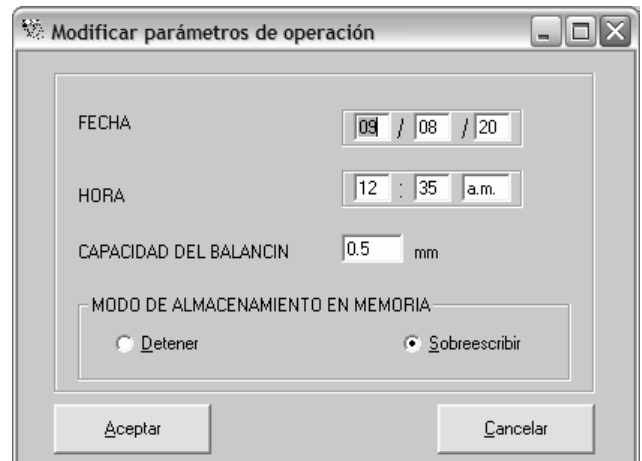 Modificar parámetros de operación
FECHA 09 / 08 / 20
HORA 12 : 35 a.m.
CAPACIDAD DEL BALANCIN 0.5 mm
MODO DE ALMACENAMIENTO EN MEMORIA
Detener Sobreescribir
Aceptar Cancelar